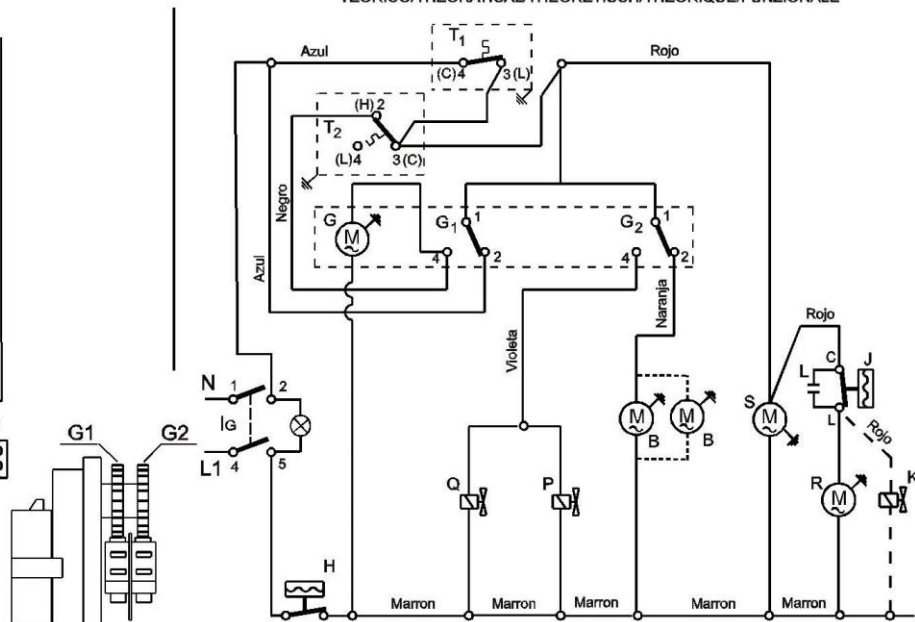 Azul
T1
Rojo
(C)4
3(L)
(H)2
T2
(L)4
3(C)
Negro
G
M
G1
1
4
2
G2
1
4
2
Azul
Violeta
Naranja
Rojo
N 1 2
IG
L1 4 5
G1 G2
M
B
M
B
S
M
L
C
J
L
Rojo
Q
P
R
M
K
H
Marron
Marron
Marron
Marron
Marron